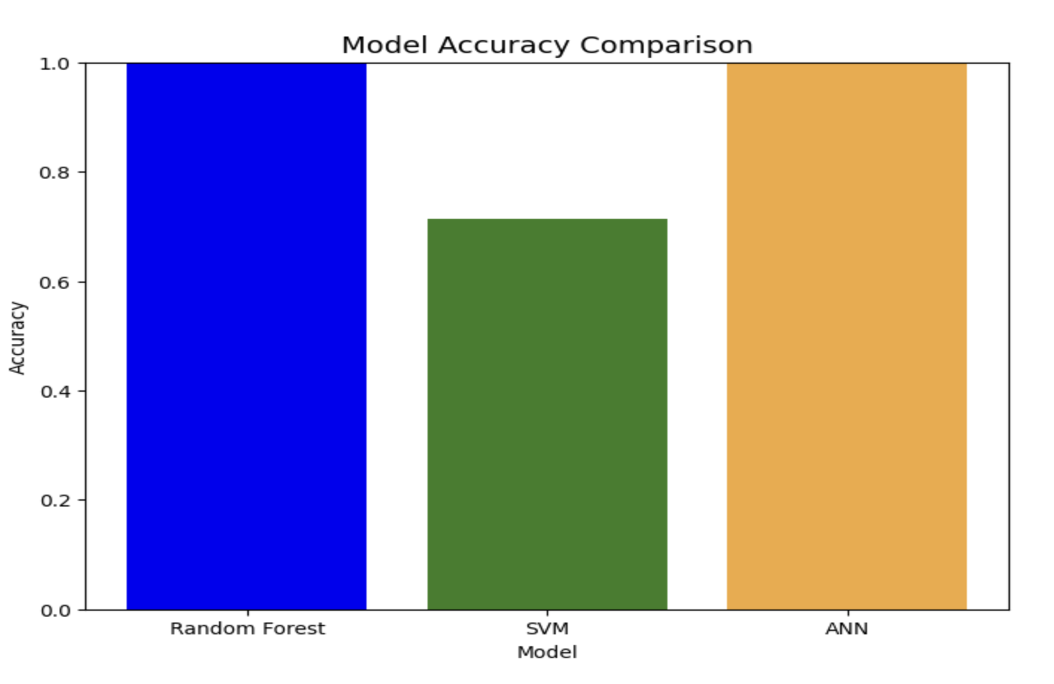 Model Accuracy Comparison
1.0
0.8
0.6
0.4
0.2
0.0
Accuracy
Random Forest
SVM
ANN
Model